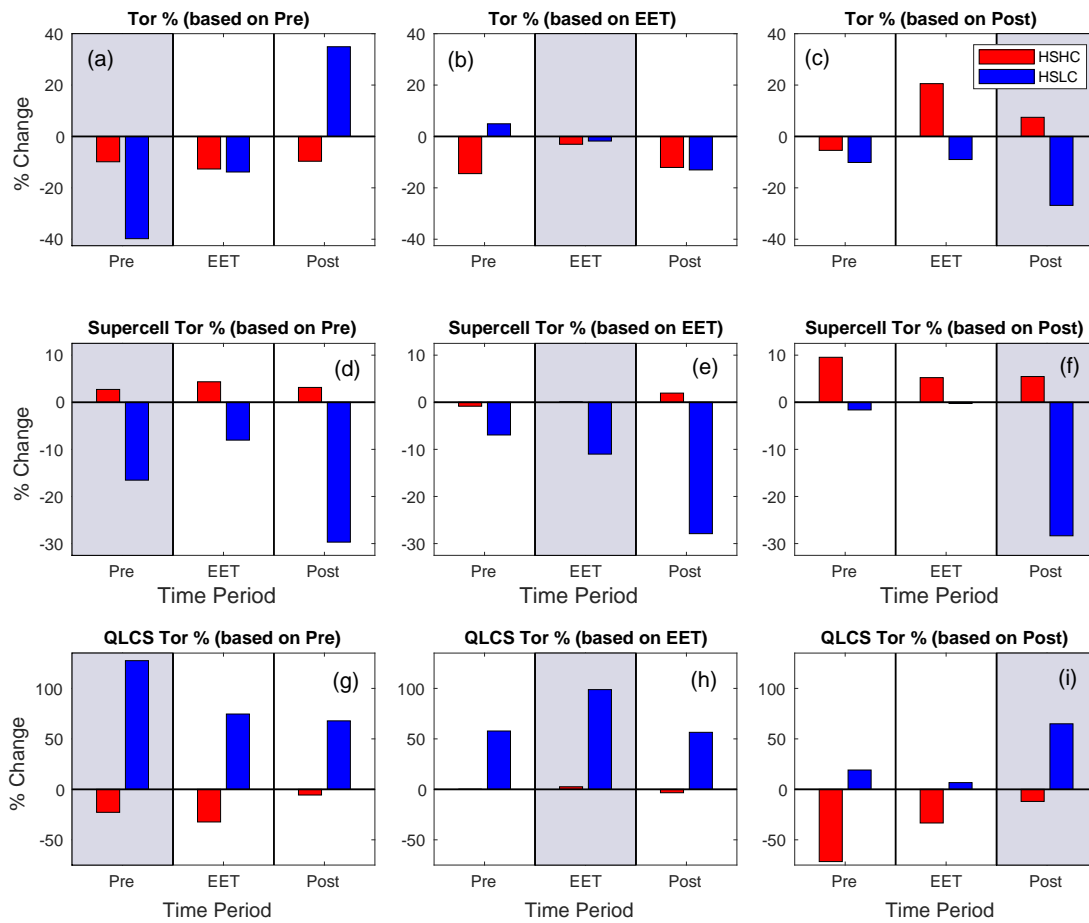 Tor % (based on Pre)
Tor % (based on EET)
Tor % (based on Post)
40
20
0
-20
-40
% Change
(a)
Pre
EET
Post
40
20
0
-20
-40
(b)
Pre
EET
Post
40
20
0
-20
-40
(c)
HSHC
HSLC
Pre
EET
Post
Supercell Tor % (based on Pre)
Supercell Tor % (based on EET)
Supercell Tor % (based on Post)
10
0
-10
-20
-30
% Change
(d)
Pre
EET
Post
Time Period
10
0
-10
-20
-30
(e)
Pre
EET
Post
Time Period
10
0
-10
-20
-30
(f)
Pre
EET
Post
Time Period
QLCS Tor % (based on Pre)
QLCS Tor % (based on EET)
QLCS Tor % (based on Post)
100
50
0
-50
% Change
(g)
Pre
EET
Post
Time Period
100
50
0
-50
(h)
Pre
EET
Post
Time Period
100
50
0
-50
(i)
Pre
EET
Post
Time Period